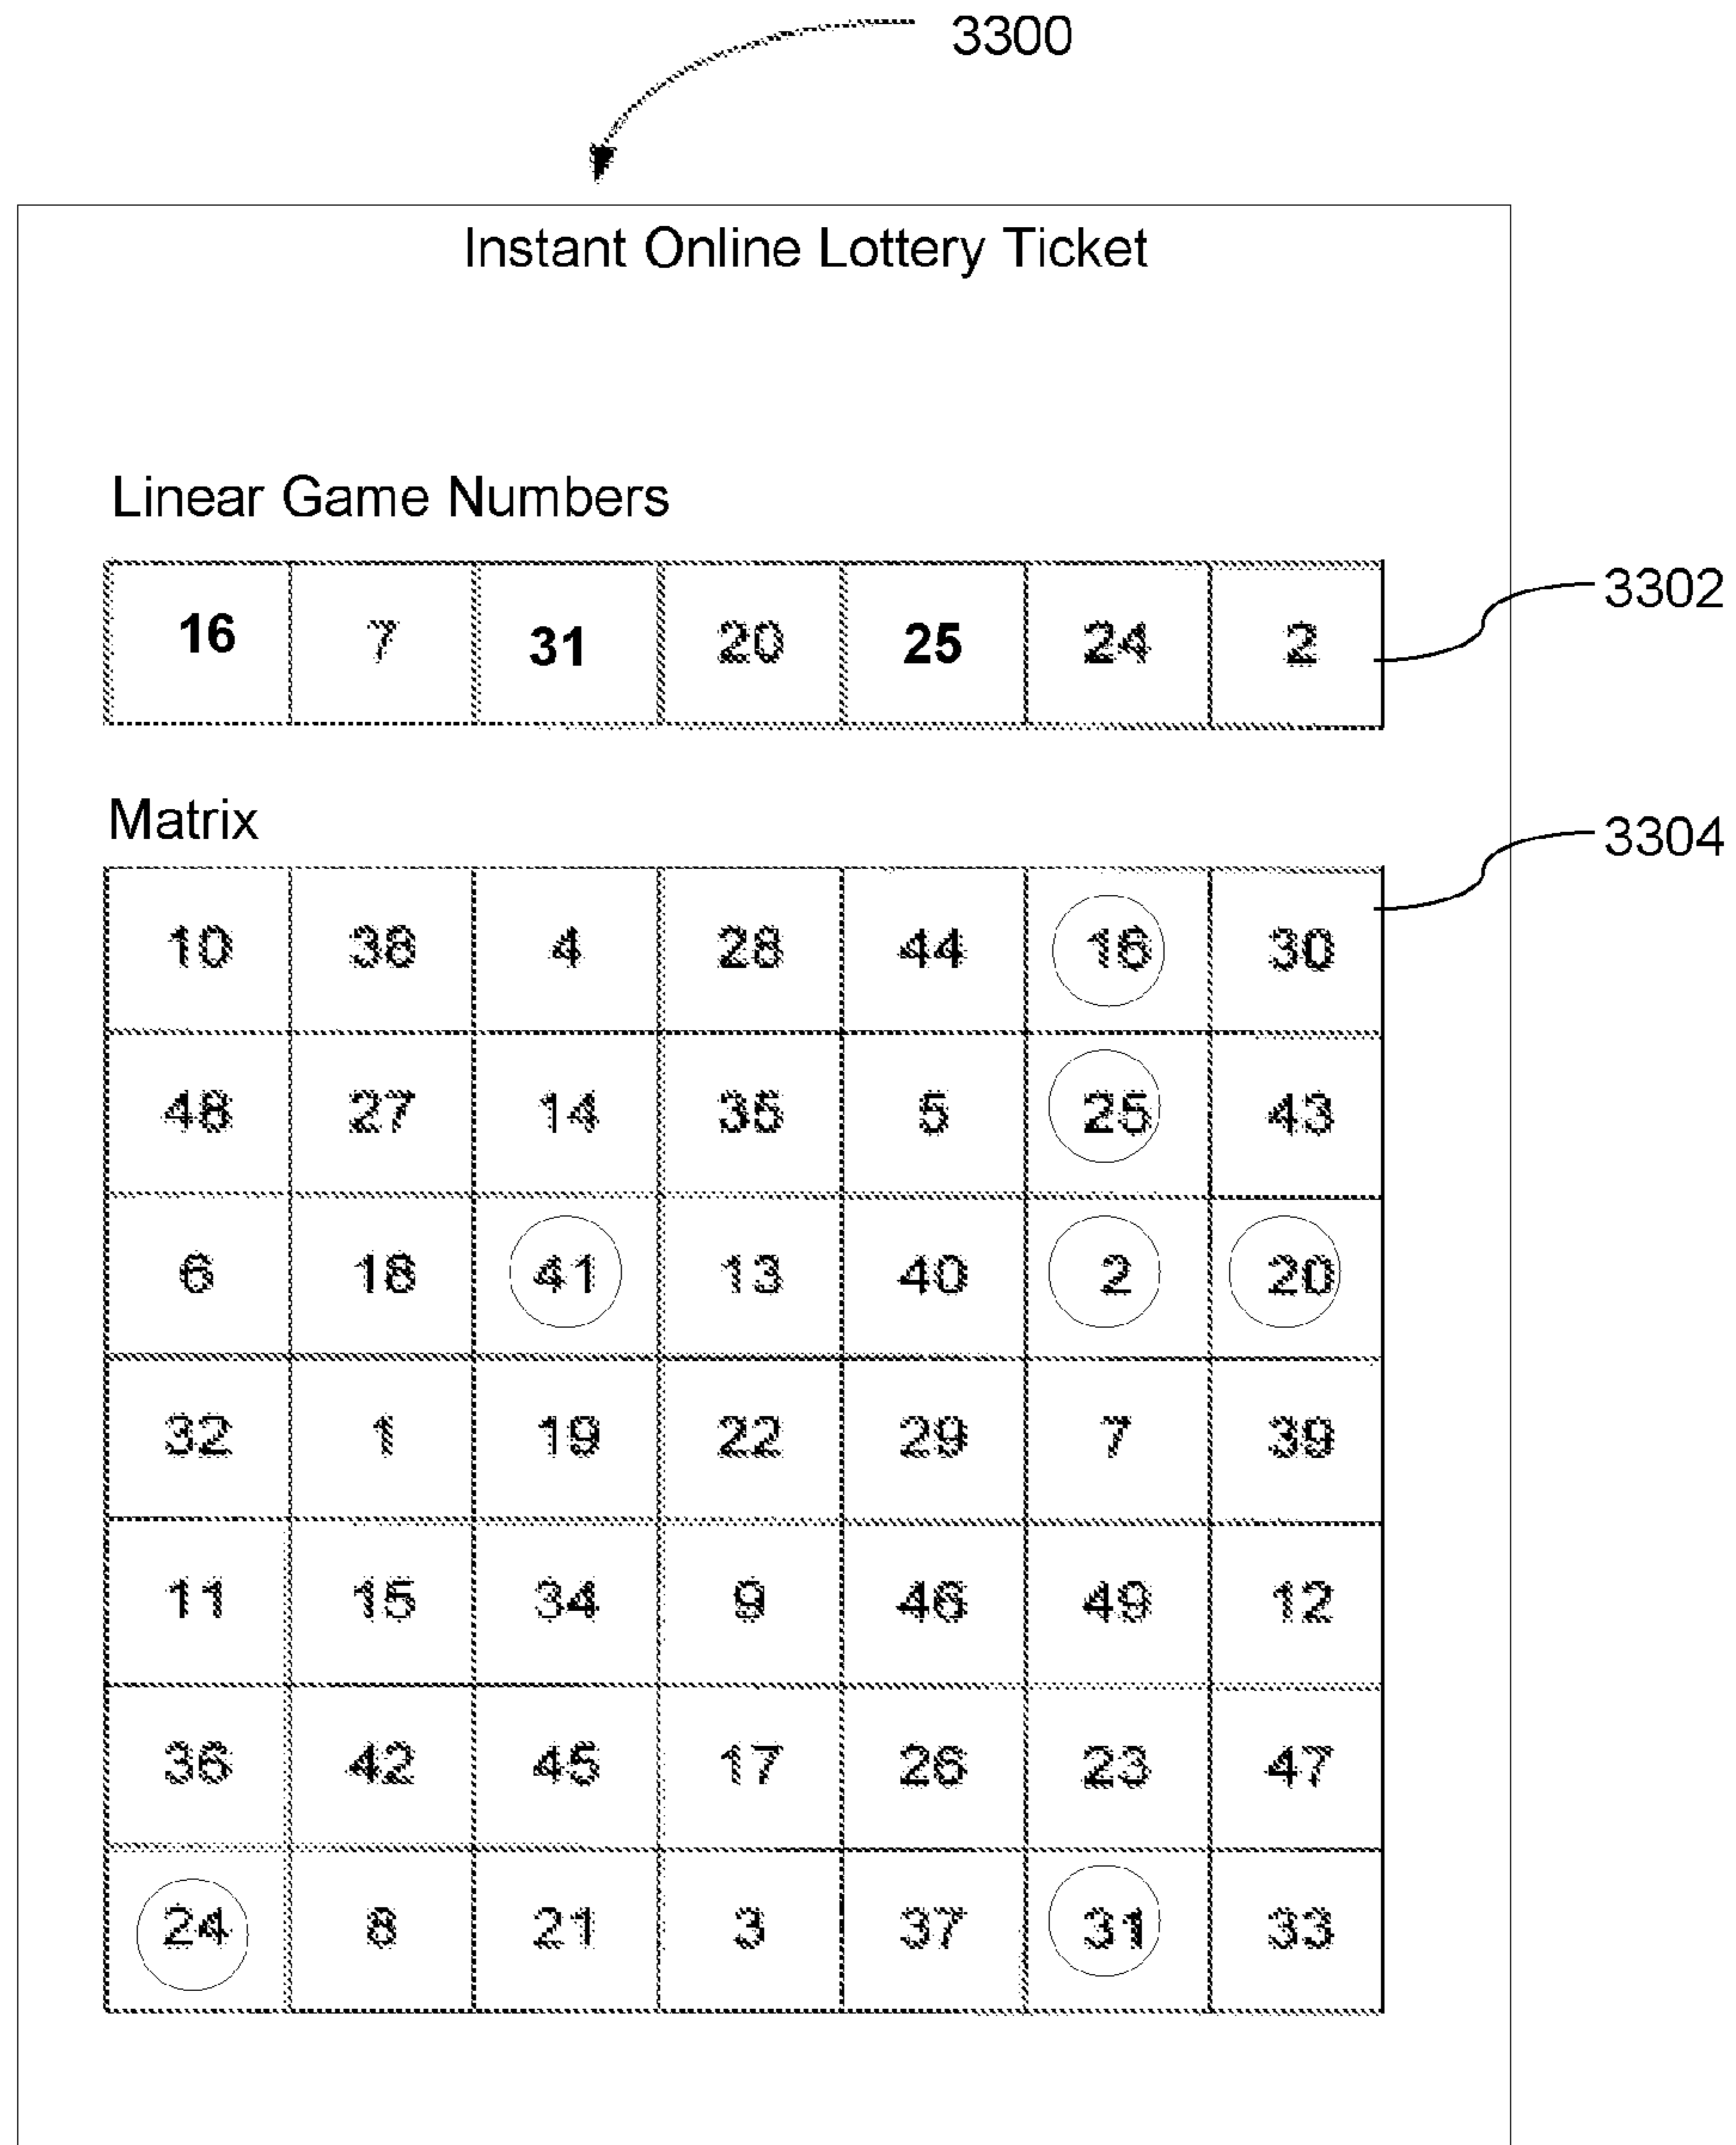 3300
Instant Online Lottery Ticket
Linear Game Numbers
16 7 31 20 25 24 2
3302
Matrix
3304
10 38 4 28 44 16 30
48 27 14 35 5 25 43
6 18 41 13 40 2 20
32 1 19 22 29 7 39
11 15 34 9 46 49 12
36 42 45 17 26 23 47
24 8 21 3 37 31 33